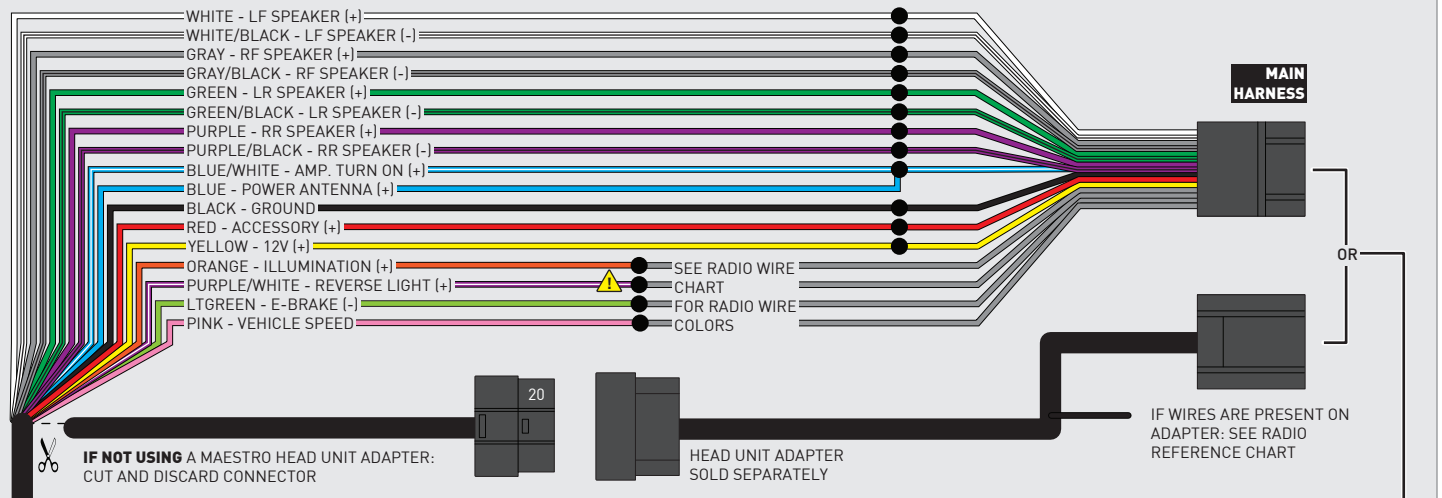 WHITE - LF SPEAKER (+)
WHITE/BLACK - LF SPEAKER (-)
GRAY - RF SPEAKER (+)
GRAY/BLACK - RF SPEAKER (-)
GREEN - LR SPEAKER (+)
GREEN/BLACK - LR SPEAKER (-)
PURPLE - RR SPEAKER (+)
PURPLE/BLACK - RR SPEAKER (-)
BLUE/WHITE - AMP. TURN ON (+)
BLUE - POWER ANTENNA (+)
BLACK - GROUND
RED - ACCESSORY (+)
YELLOW - 12V (+)
ORANGE - ILLUMINATION (+)
PURPLE/WHITE - REVERSE LIGHT (+)
LTGREEN - E-BRAKE (-)
PINK - VEHICLE SPEED
!
SEE RADIO WIRE
CHART
FOR RADIO WIRE
COLORS
MAIN
HARNESS
OR
20
IF NOT USING A MAESTRO HEAD UNIT ADAPTER:
CUT AND DISCARD CONNECTOR
HEAD UNIT ADAPTER
SOLD SEPARATELY
IF WIRES ARE PRESENT ON
ADAPTER: SEE RADIO
REFERENCE CHART